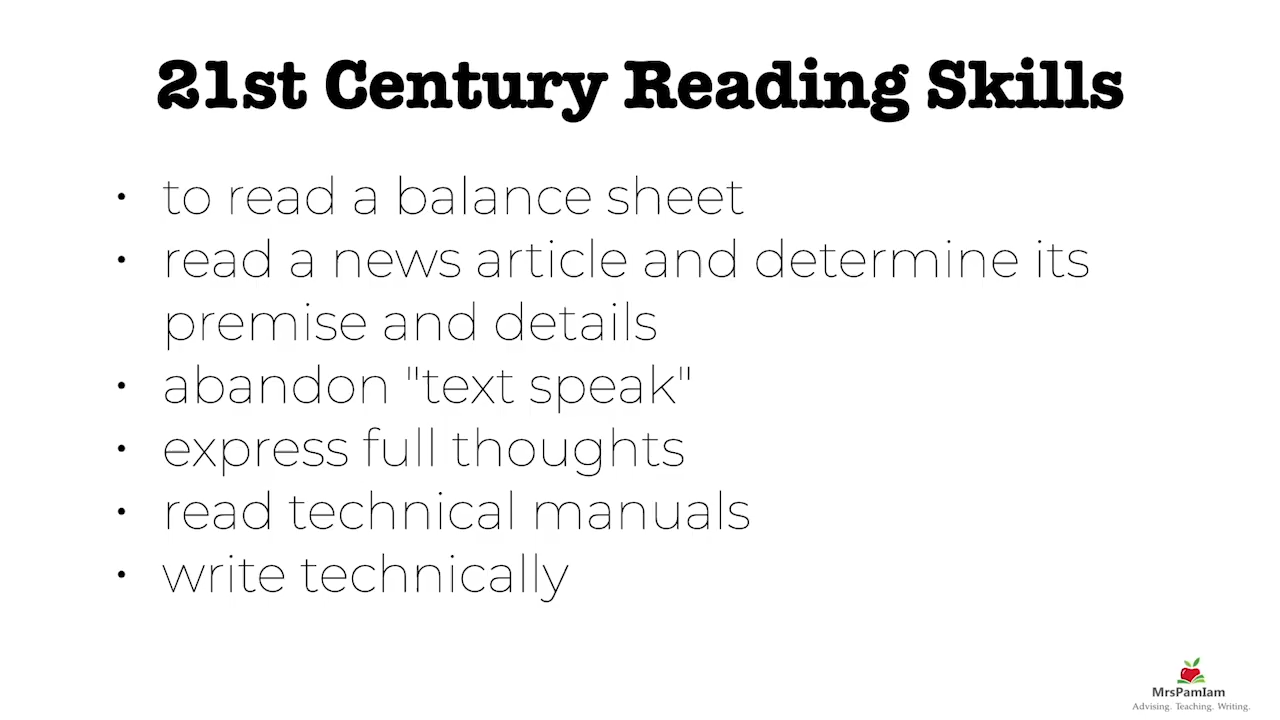 21st Century Reading Skills
• to read a balance sheet
• read a news article and determine its
premise and details
• abandon "text speak"
• express full thoughts
• read technical manuals
• write technically
MrsPamIam
Advising. Teaching. Writing.